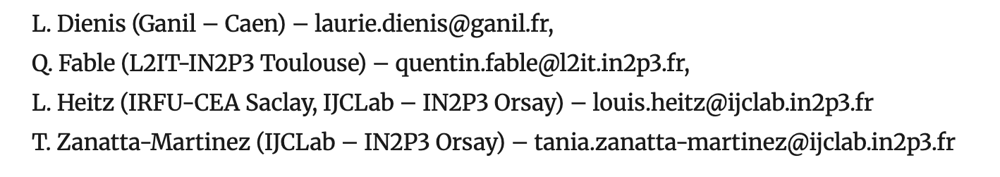 L. Dienis (Ganil – Caen) – laurie.dienis@ganil.fr,
Q. Fable (L2IT-IN2P3 Toulouse) – quentin.fable@l2it.in2p3.fr,
L. Heitz (IRFU-CEA Saclay, IJCLab – IN2P3 Orsay) – louis.heitz@ijclab.in2p3.fr
T. Zanatta-Martinez (IJCLab – IN2P3 Orsay) – tania.zanatta-martinez@ijclab.in2p3.fr